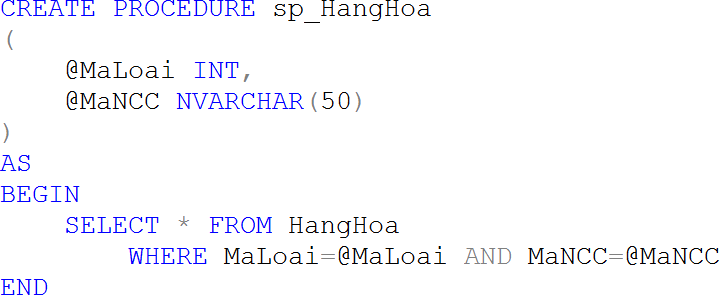 CREATE PROCEDURE sp_HangHoa
(
    @MaLoai INT,
    @MaNCC NVARCHAR(50)
)
AS
BEGIN
    SELECT * FROM HangHoa
        WHERE MaLoai=@MaLoai AND MaNCC=@MaNCC
END